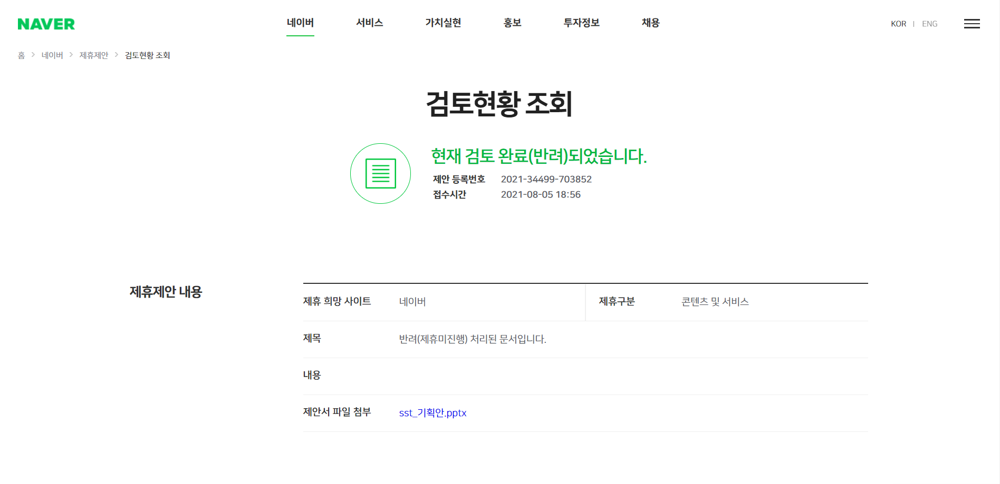 NAVER
네이버 서비스 가치실현 홍보 투자정보 채용
KOR | ENG
홈 > 네이버 > 제휴제안 > 검토현황 조회
검토현황 조회
현재 검토 완료(반려)되었습니다.
제안 등록번호 2021-34499-703852
접수시간 2021-08-05 18:56
제휴제안 내용
제휴 희망 사이트 네이버 제휴구분 콘텐츠 및 서비스
제목 반려(제휴미진행) 처리된 문서입니다.
내용
제안서 파일 첨부 sst_기획안.pptx